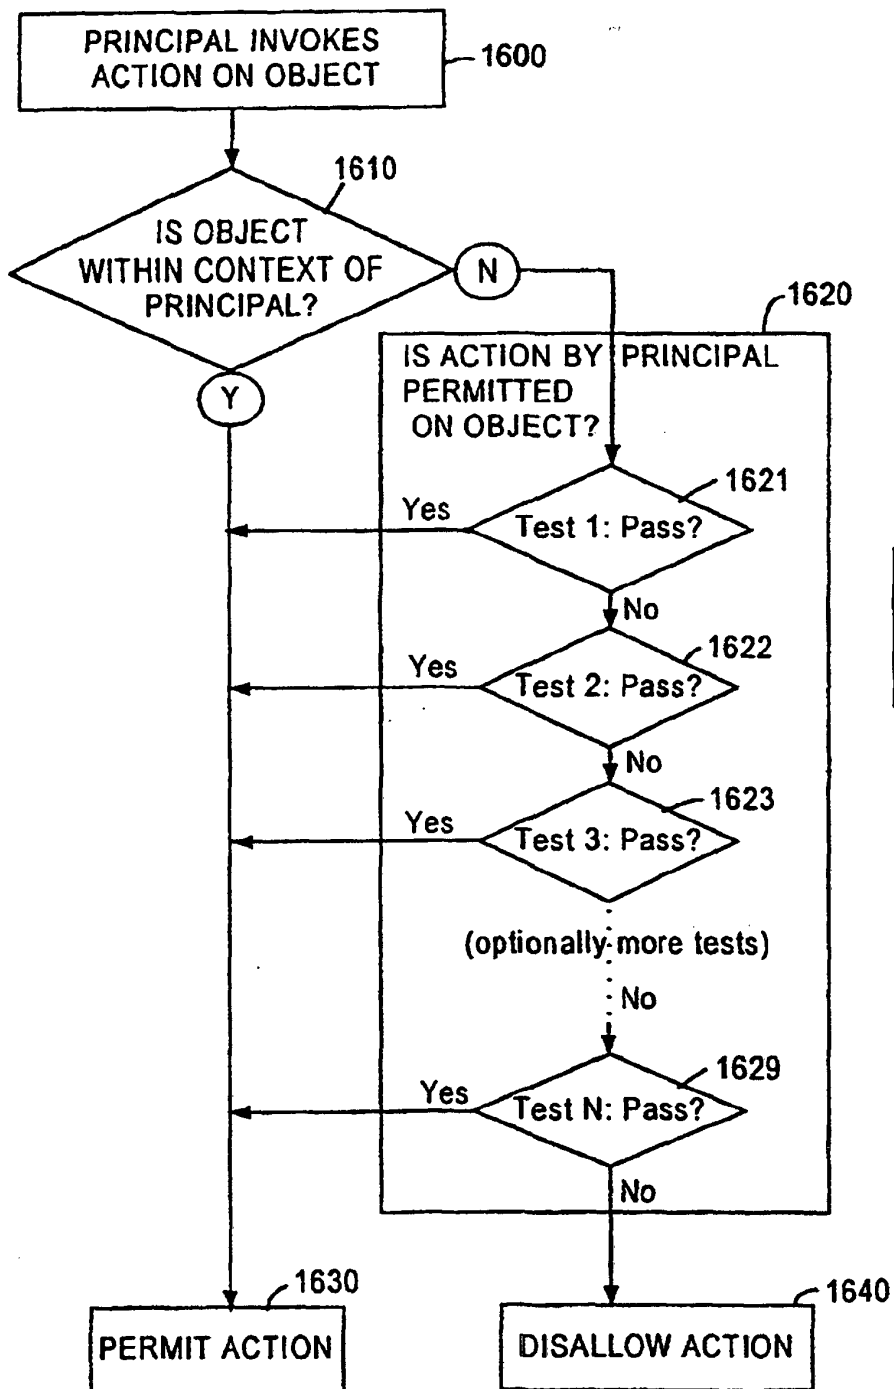 PRINCIPAL INVOKES
ACTION ON OBJECT
1600
1610
IS OBJECT
WITHIN CONTEXT OF
PRINCIPAL?
N
Y
1620
IS ACTION BY PRINCIPAL
PERMITTED
ON OBJECT?
1621
Yes
Test 1: Pass?
No
1622
Yes
Test 2: Pass?
No
1623
Yes
Test 3: Pass?
(optionally more tests)
No
1629
Yes
Test N: Pass?
No
1630
PERMIT ACTION
1640
DISALLOW ACTION